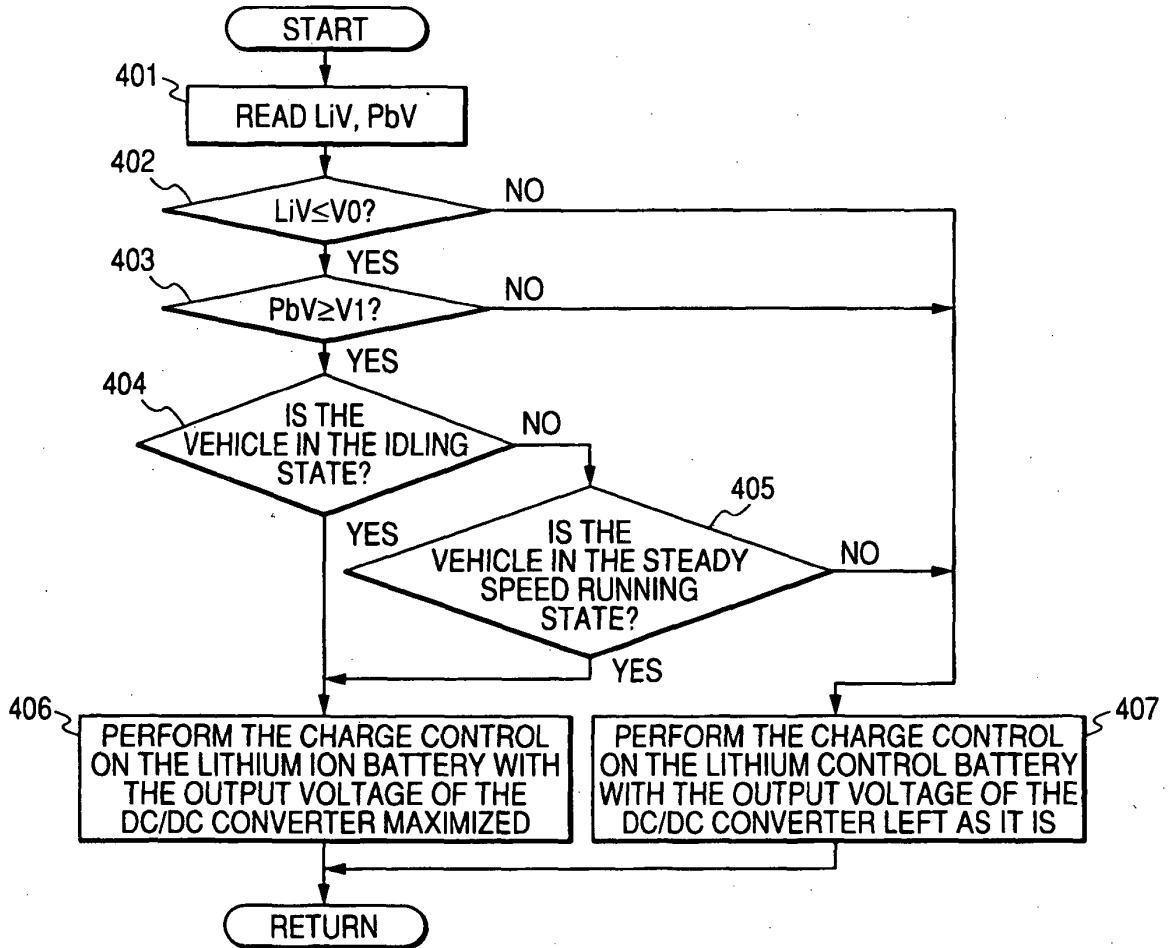 START
401
READ LiV, PbV
402
LiV≤V0?
NO
YES
403
PbV≧V1?
NO
YES
404
IS THE
VEHICLE IN THE IDLING
STATE?
NO
YES
405
IS THE
VEHICLE IN THE STEADY
SPEED RUNNING
STATE?
NO
YES
406
PERFORM THE CHARGE CONTROL
ON THE LITHIUM ION BATTERY WITH
THE OUTPUT VOLTAGE OF THE
DC/DC CONVERTER MAXIMIZED
407
PERFORM THE CHARGE CONTROL
ON THE LITHIUM CONTROL BATTERY
WITH THE OUTPUT VOLTAGE OF THE
DC/DC CONVERTER LEFT AS IT IS
RETURN